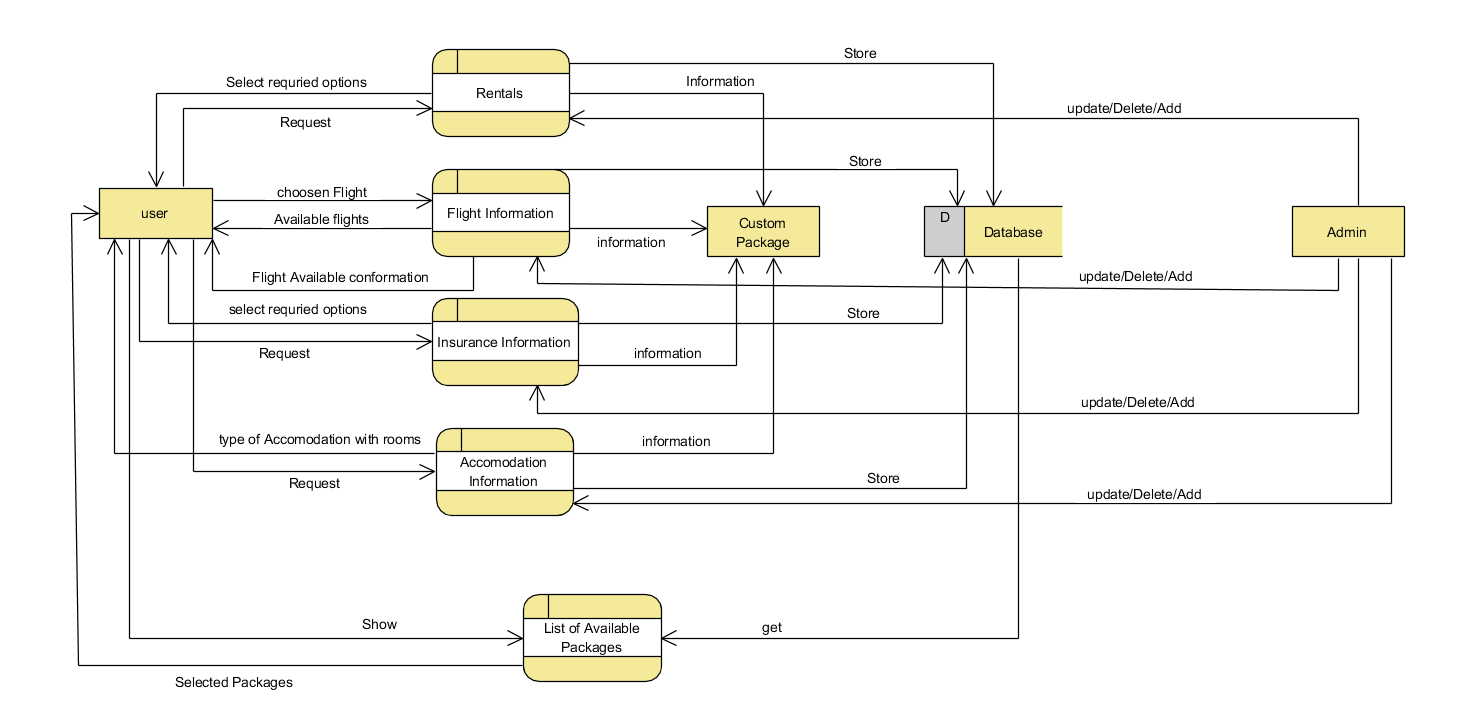 Store
Select requried options
Information
Rentals
update/Delete/Add
Request
Store
choosen Flight
user
Flight Information
Available flights
information
Custom
Package
D
Database
Admin
Flight Available conformation
update/Delete/Add
select requried options
Store
Insurance Information
Request
information
update/Delete/Add
type of Accomodation with rooms
information
Accomodation
Information
Request
Store
update/Delete/Add
Show
List of Available
Packages
get
Selected Packages